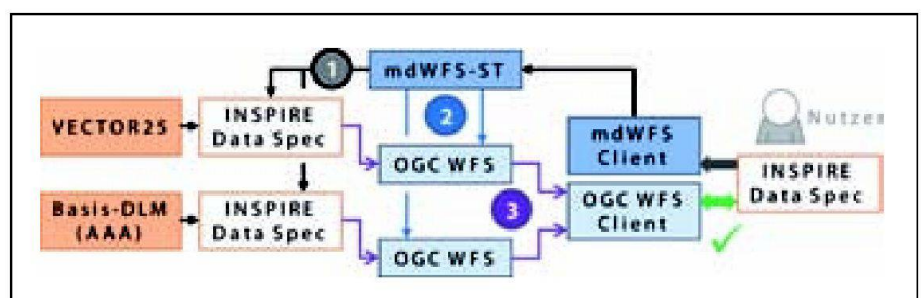 1
mdWFS-ST
VECTOR25
INSPIRE
Data Spec
2
OGC WFS
mdWFS
Client
Nutzer
INSPIRE
Data Spec
Basis-DLM
(AAA)
INSPIRE
Data Spec
3
OGC WFS
OGC WFS
Client